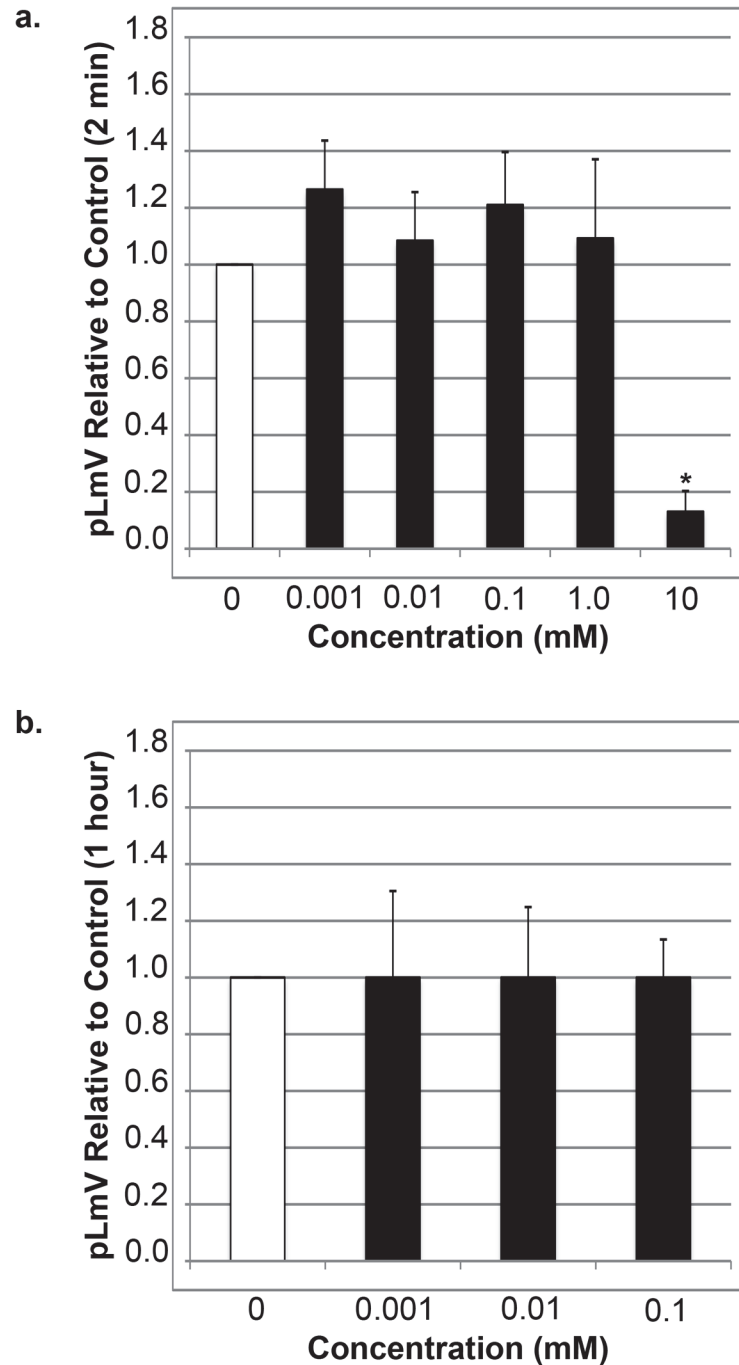 a.
pLmV Relative to Control (2 min)
1.8
1.6
1.4
1.2
1.0
0.8
0.6
0.4
0.2
0.0
*
0 0.001 0.01 0.1 1.0 10
Concentration (mM)
b.
pLmV Relative to Control (1 hour)
1.8
1.6
1.4
1.2
1.0
0.8
0.6
0.4
0.2
0.0
0 0.001 0.01 0.1
Concentration (mM)